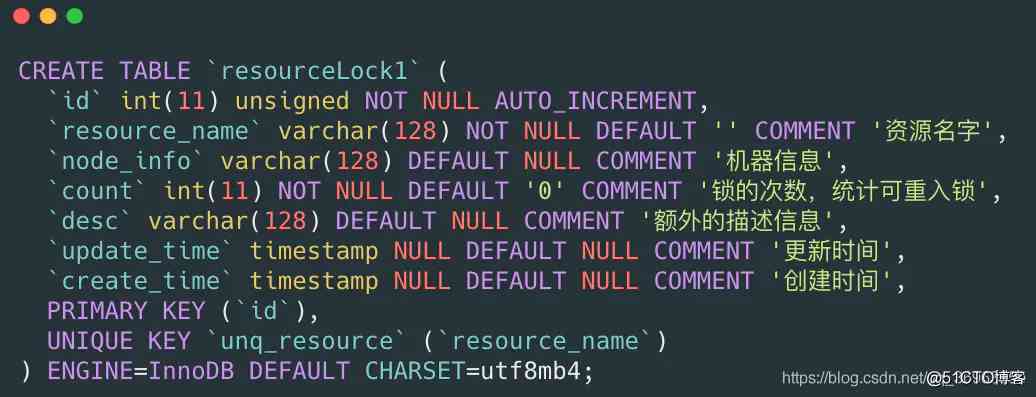 CREATE TABLE `resourceLock1` (
`id` int(11) unsigned NOT NULL AUTO_INCREMENT,
`resource_name` varchar(128) NOT NULL DEFAULT '' COMMENT '资源名字',
`node_info` varchar(128) DEFAULT NULL COMMENT '机器信息',
`count` int(11) NOT NULL DEFAULT '0' COMMENT '锁的次数，统计可重入锁',
`desc` varchar(128) DEFAULT NULL COMMENT '额外的描述信息',
`update_time` timestamp NULL DEFAULT NULL COMMENT '更新时间',
`create_time` timestamp NULL DEFAULT NULL COMMENT '创建时间',
PRIMARY KEY (`id`),
UNIQUE KEY `unq_resource` (`resource_name`)
) ENGINE=InnoDB DEFAULT CHARSET=utf8mb4;
https://blog.csdn.net/ @51CTO博客